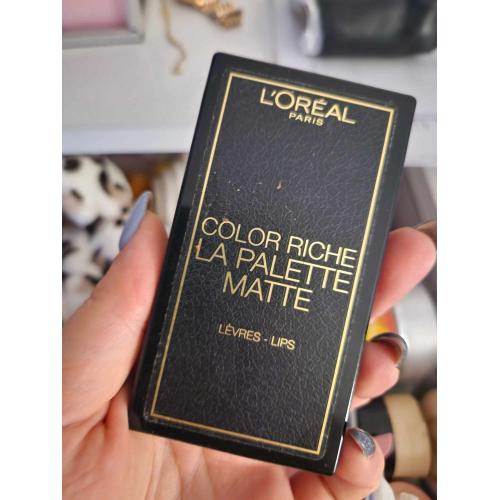 L'ORÉAL
PARIS
COLOR RICHE
LA PALETTE
MATTE
LÈVRES - LIPS